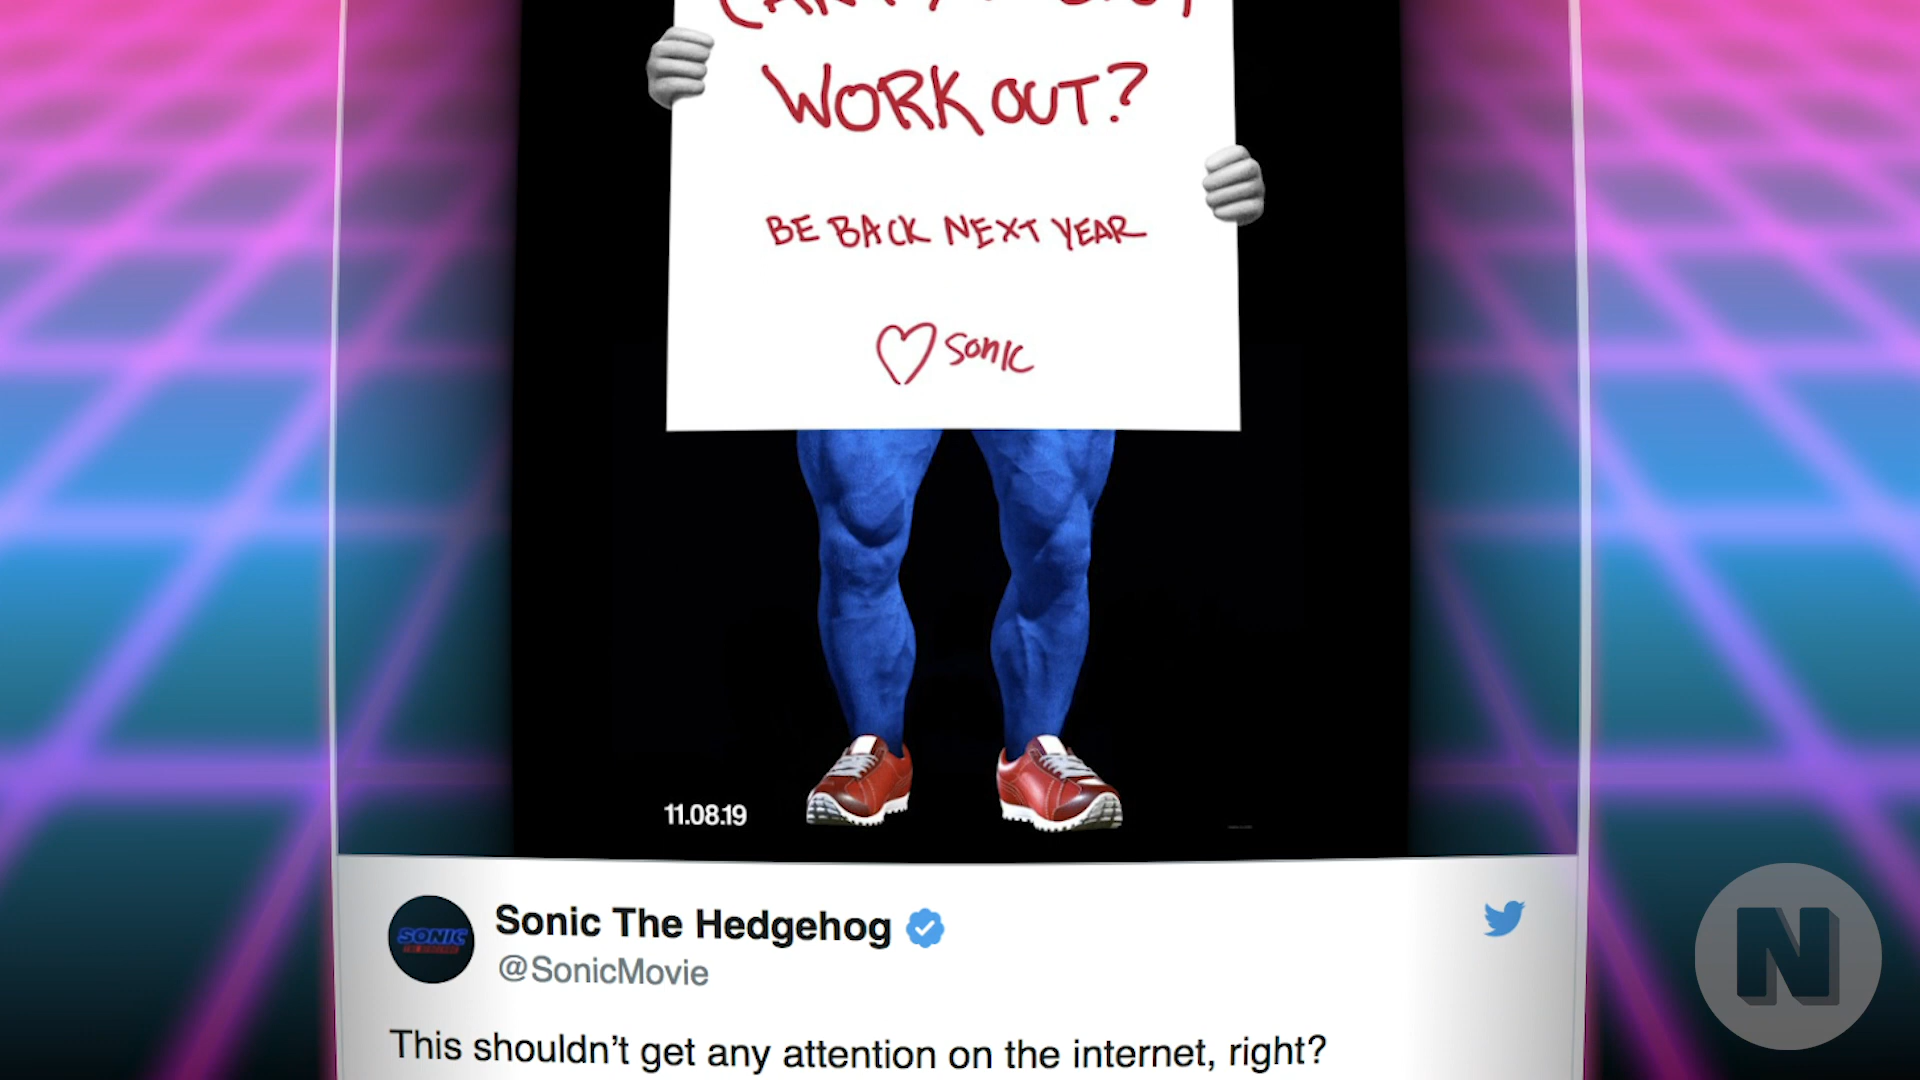 WORK OUT?
BE BACK NEXT YEAR
SONIC
11.08.19
SONIC
Sonic The Hedgehog
@SonicMovie
This shouldn't get any attention on the internet, right?
N